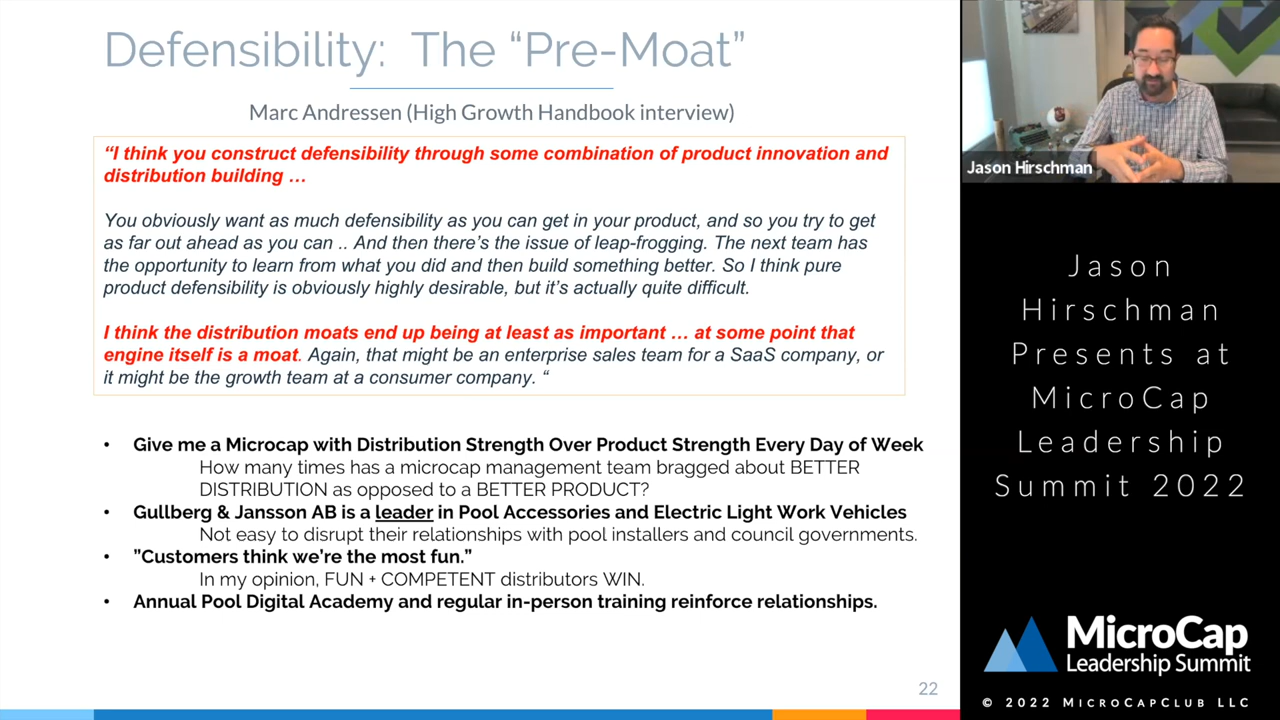 Defensibility: The “Pre-Moat”
Marc Andressen (High Growth Handbook interview)
“I think you construct defensibility through some combination of product innovation and
distribution building …
You obviously want as much defensibility as you can get in your product, and so you try to get
as far out ahead as you can .. And then there’s the issue of leap-frogging. The next team has
the opportunity to learn from what you did and then build something better. So I think pure
product defensibility is obviously highly desirable, but it’s actually quite difficult.
I think the distribution moats end up being at least as important … at some point that
engine itself is a moat. Again, that might be an enterprise sales team for a SaaS company, or
it might be the growth team at a consumer company. “
• Give me a Microcap with Distribution Strength Over Product Strength Every Day of Week
How many times has a microcap management team bragged about BETTER
DISTRIBUTION as opposed to a BETTER PRODUCT?
• Gullberg & Jansson AB is a leader in Pool Accessories and Electric Light Work Vehicles
Not easy to disrupt their relationships with pool installers and council governments.
• ”Customers think we’re the most fun.”
In my opinion, FUN + COMPETENT distributors WIN.
• Annual Pool Digital Academy and regular in-person training reinforce relationships.
22
Jason Hirschman
Jason
Hirschman
Presents at
MicroCap
Leadership
Summit 2022
MicroCap
Leadership Summit
© 2022 MICROCAPCLUB LLC